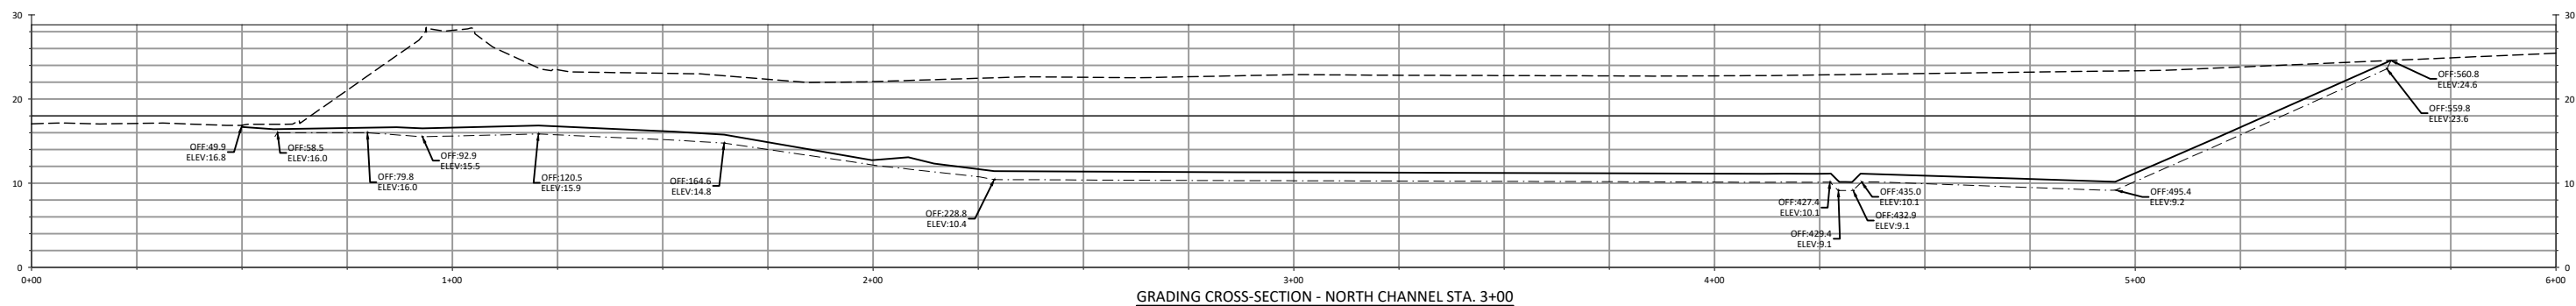 30
30
20
20
10
10
0
0
OFF:49.9
ELEV:16.8
OFF:58.5
ELEV:16.0
OFF:79.8
ELEV:16.0
OFF:92.9
ELEV:15.5
OFF:120.5
ELEV:15.9
OFF:164.6
ELEV:14.8
OFF:228.8
ELEV:10.4
OFF:427.4
ELEV:10.1
OFF:429.4
ELEV:9.1
OFF:435.0
ELEV:10.1
OFF:432.9
ELEV:9.1
OFF:495.4
ELEV:9.2
OFF:560.8
ELEV:24.6
OFF:559.8
ELEV:23.6
0+00
1+00
2+00
3+00
4+00
5+00
6+00
GRADING CROSS-SECTION - NORTH CHANNEL STA. 3+00